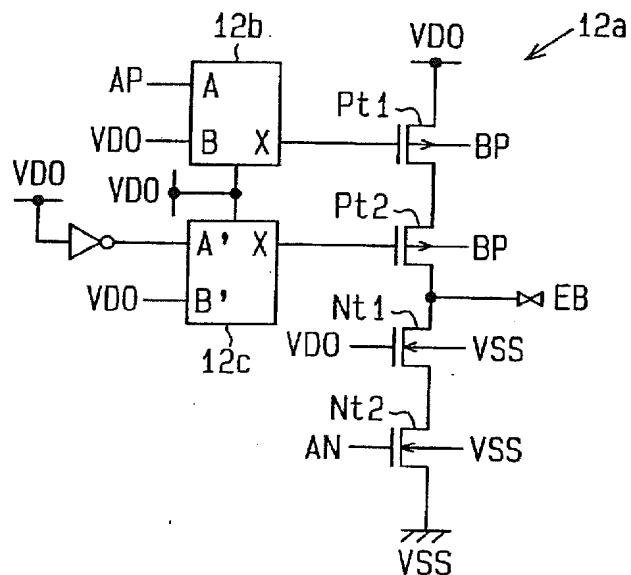 12b
VDO
12a
AP
A
Pt1
VDO
B
X
BP
VDO
VDO
Pt2
A'
X
BP
VDO
B'
EB
Nt1
12c
VDO
VSS
Nt2
AN
VSS
VSS